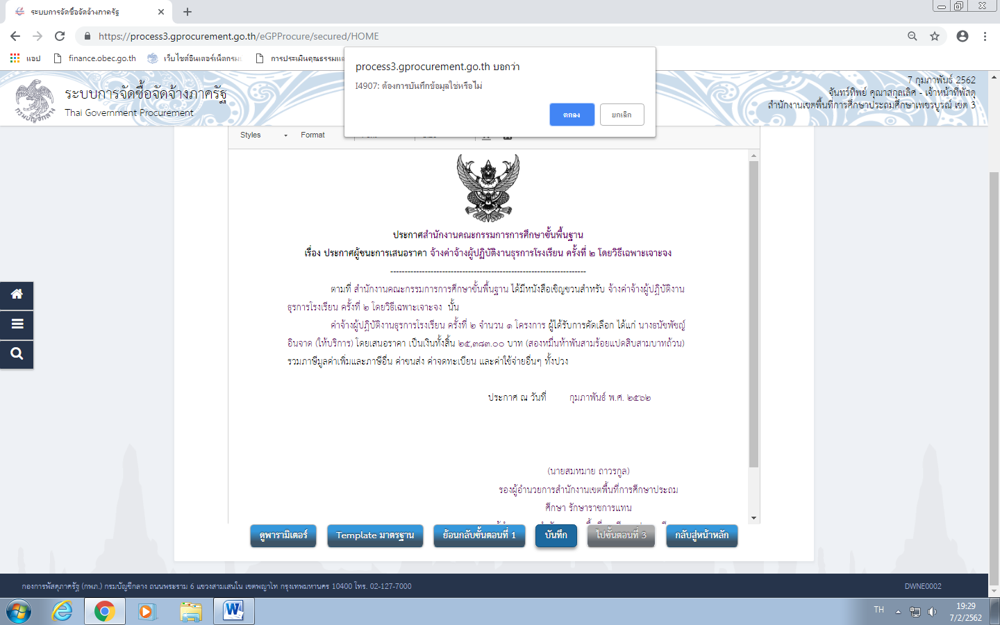 ระบบการจัดซื้อจัดจ้างภาครัฐ
https://process3.gprocurement.go.th/eGPProcure/secured/HOME
แอป finance.obec.go.th เว็บไซต์อินเตอร์เน็ตกรม การประเมินคุณธรรมแล
process3.gprocurement.go.th บอกว่า
I4907: ต้องการบันทึกข้อมูลใช่หรือไม่
ตกลง ยกเลิก
ระบบการจัดซื้อจัดจ้างภาครัฐ
Thai Government Procurement
7 กุมภาพันธ์ 2562
จันทร์ทิพย์ คุณาสกุลเลิศ - เจ้าหน้าที่พัสดุ
สำนักงานเขตพื้นที่การศึกษาประถมศึกษาเพชรบูรณ์ เขต 3
Styles Format
ประกาศสำนักงานคณะกรรมการการศึกษาขั้นพื้นฐาน
เรื่อง ประกาศผู้ชนะการเสนอราคา จ้างค่าจ้างผู้ปฏิบัติงานธุรการโรงเรียน ครั้งที่ ๒ โดยวิธีเฉพาะเจาะจง
--------------------------------------------------------------------
ตามที่ สำนักงานคณะกรรมการการศึกษาขั้นพื้นฐาน ได้มีหนังสือเชิญชวนสำหรับ จ้างค่าจ้างผู้ปฏิบัติงาน
ธุรการโรงเรียน ครั้งที่ ๒ โดยวิธีเฉพาะเจาะจง นั้น
ค่าจ้างผู้ปฏิบัติงานธุรการโรงเรียน ครั้งที่ ๒ จำนวน ๑ โครงการ ผู้ได้รับการคัดเลือก ได้แก่ นางธนัชพัชญ์
อินจาด (ให้บริการ) โดยเสนอราคา เป็นเงินทั้งสิ้น ๒๕,๓๘๓.๐๐ บาท (สองหมื่นห้าพันสามร้อยแปดสิบสามบาทถ้วน)
รวมภาษีมูลค่าเพิ่มและภาษีอื่น ค่าขนส่ง ค่าจดทะเบียน และค่าใช้จ่ายอื่นๆ ทั้งปวง
ประกาศ ณ วันที่ กุมภาพันธ์ พ.ศ. ๒๕๖๒
(นายสมหมาย ถาวรกูล)
รองผู้อำนวยการสำนักงานเขตพื้นที่การศึกษาประถม
ศึกษา รักษาราชการแทน
ดูพารามิเตอร์ Template มาตรฐาน ย้อนกลับขั้นตอนที่ 1 บันทึก ไปขั้นตอนที่ 3 กลับสู่หน้าหลัก
กองการพัสดุภาครัฐ (กพภ.) กรมบัญชีกลาง ถนนพระราม 6 แขวงสามเสนใน เขตพญาไท กรุงเทพมหานคร 10400 โทร. 02-127-7000
DWNE0002
TH
19:29
7/2/2562